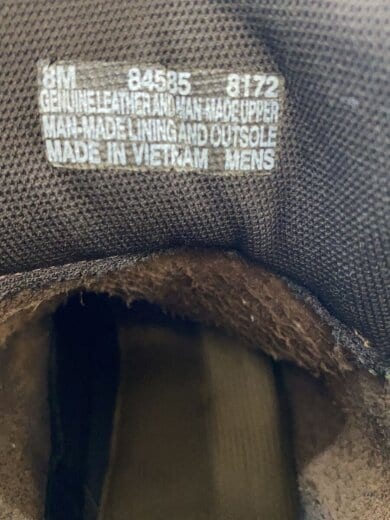 8M 84585 8172
GENUINE LEATHER AND MAN-MADE UPPER
MAN-MADE LINING AND OUTSOLE
MADE IN VIETNAM MENS